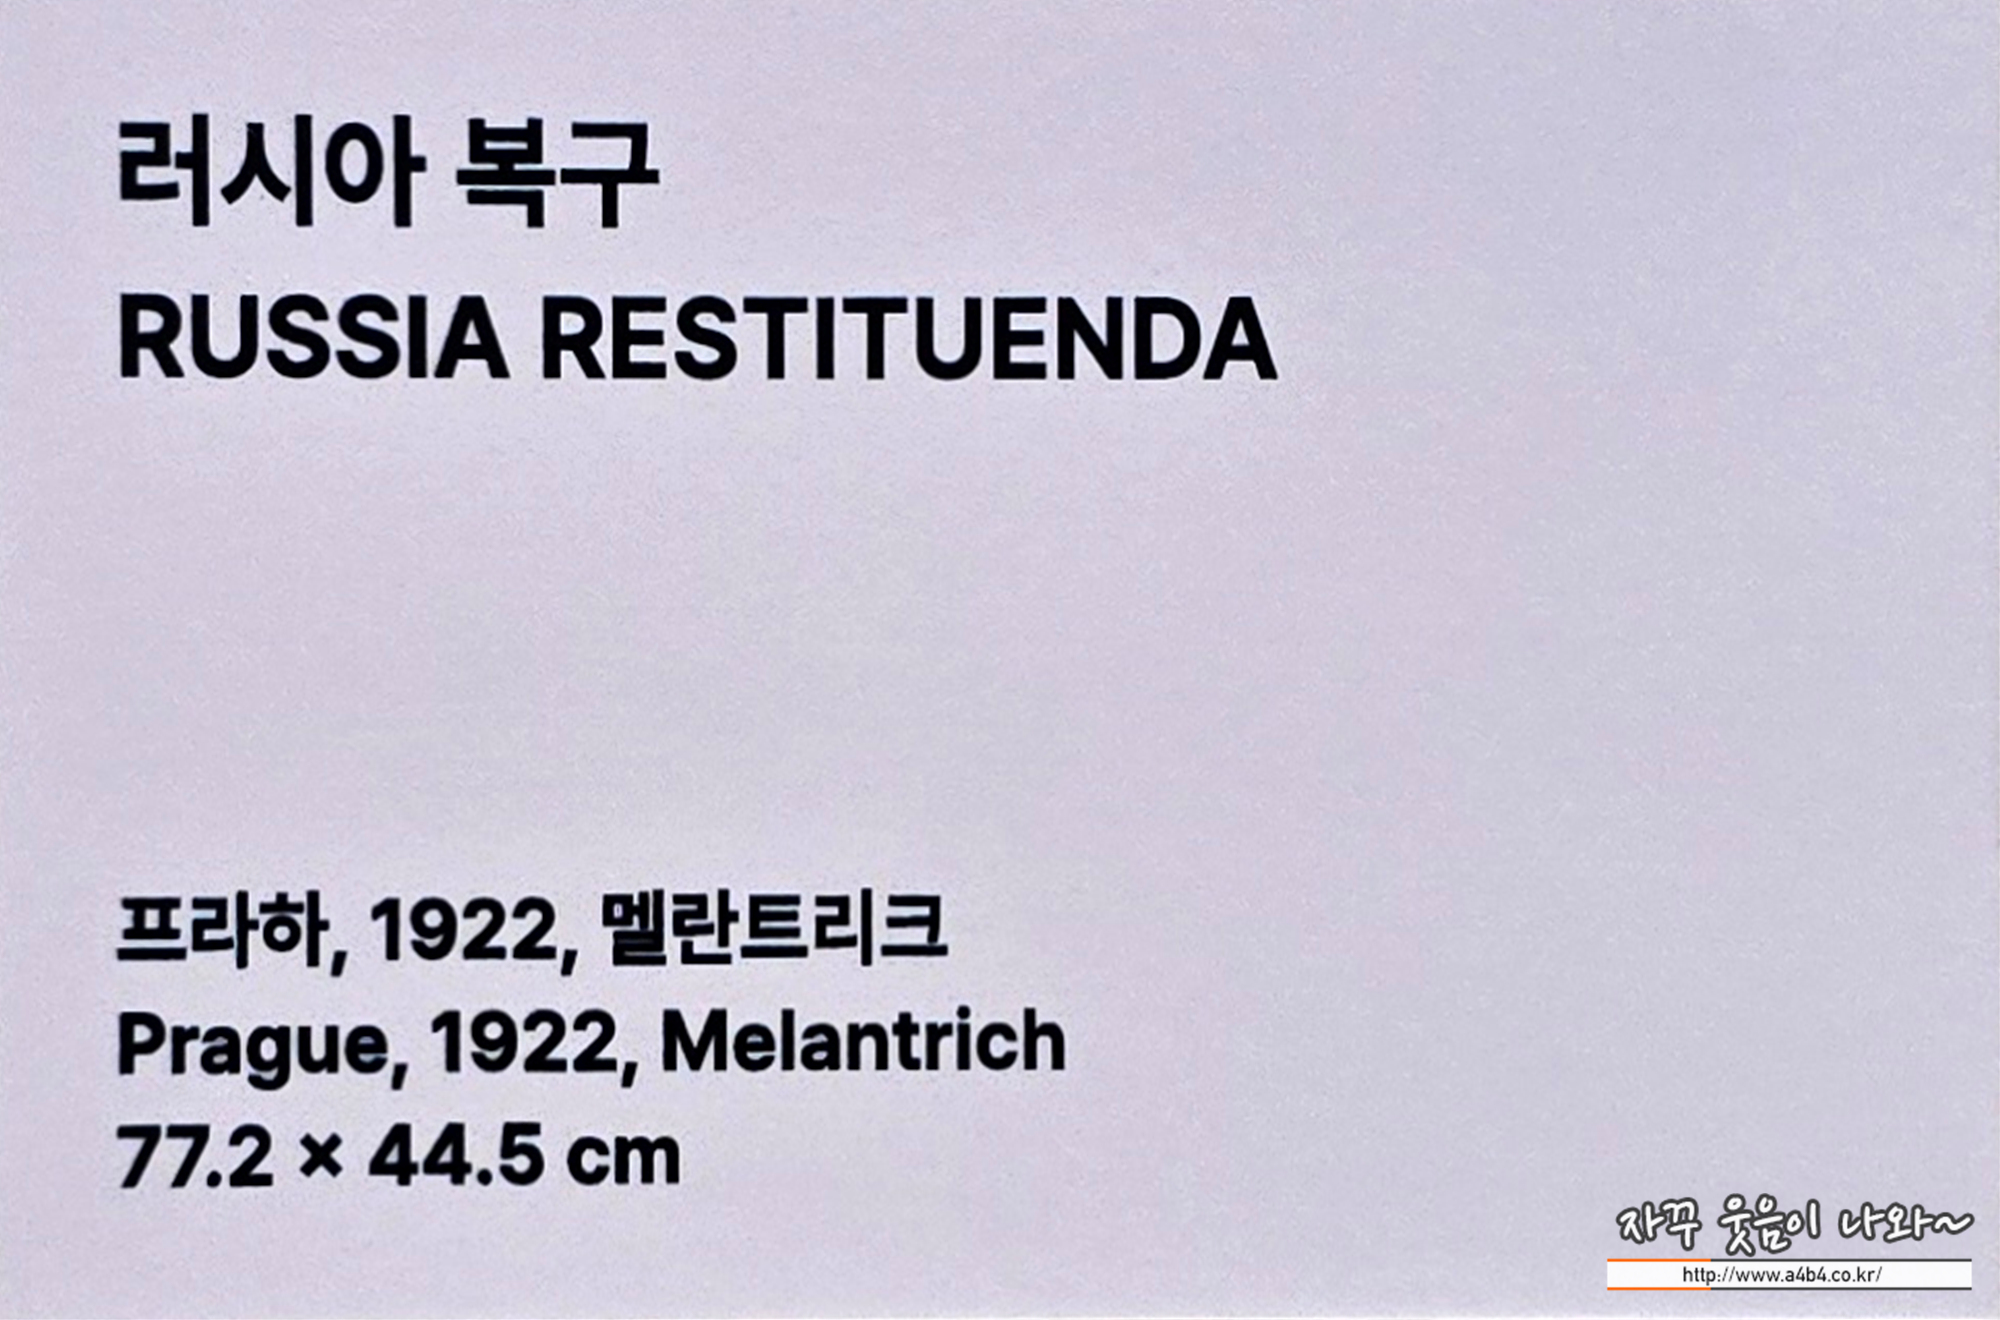 러시아 복구
RUSSIA RESTITUENDA
프라하, 1922, 멜란트리크
Prague, 1922, Melantrich
77.2 × 44.5 cm
자꾸 웃음이 나와~
http://www.a4b4.co.kr/